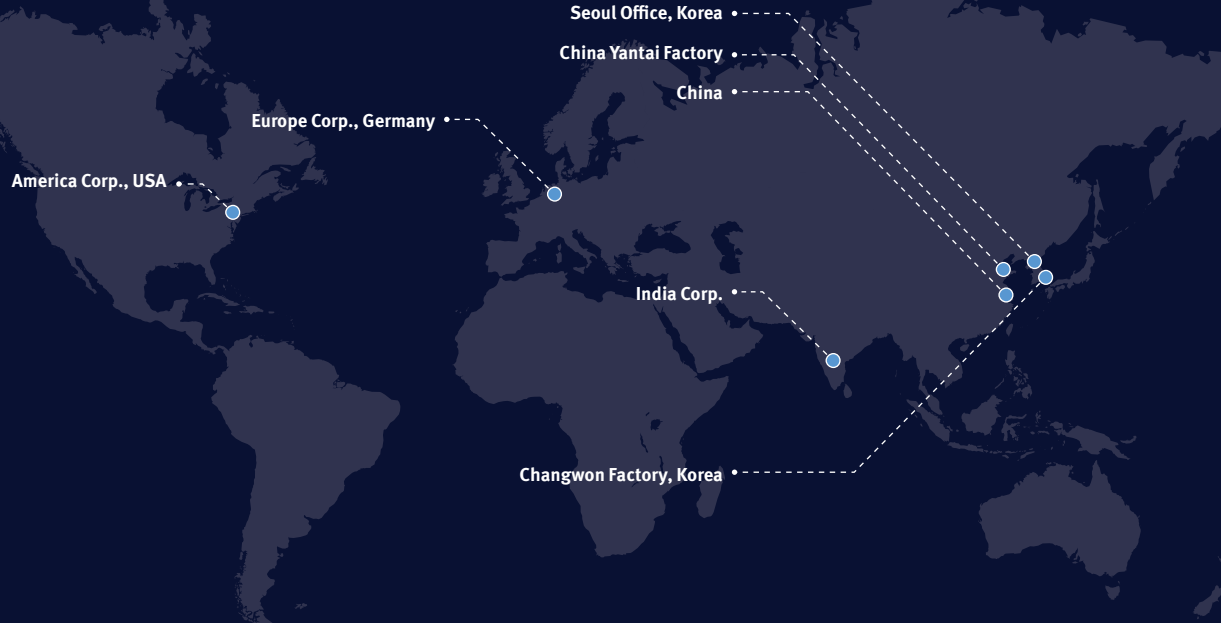 Seoul Office, Korea
China Yantai Factory
China
Europe Corp., Germany
America Corp., USA
India Corp.
Changwon Factory, Korea